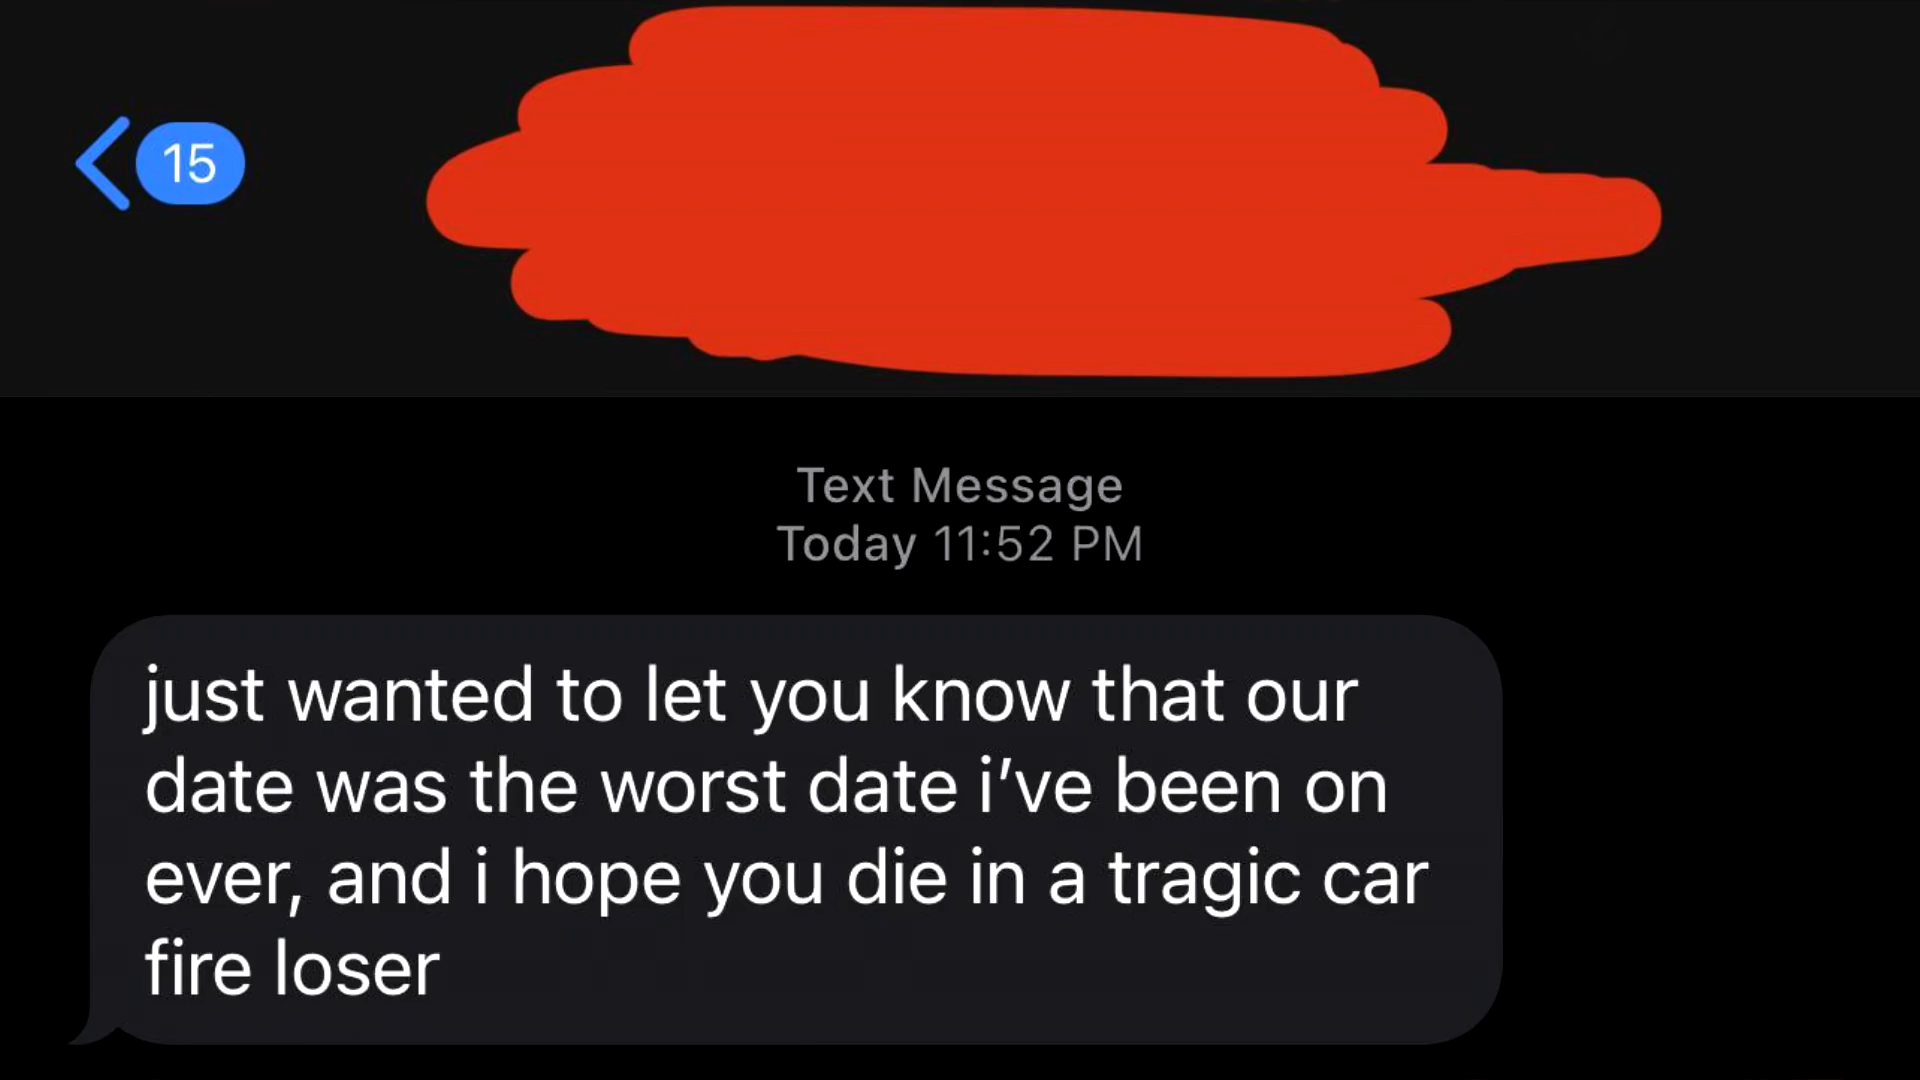 15
Text Message
Today 11:52 PM
just wanted to let you know that our
date was the worst date i’ve been on
ever, and i hope you die in a tragic car
fire loser